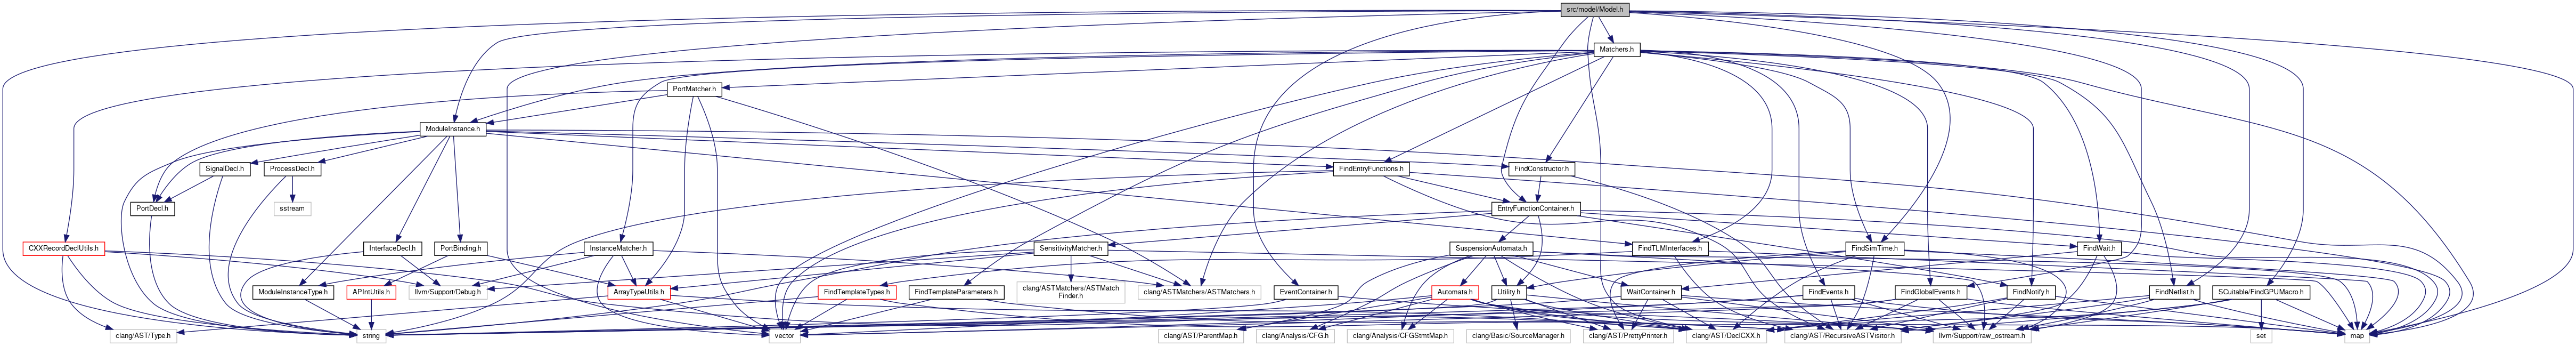 src/model/Model.h
Matchers.h
PortMatcher.h
ModuleInstance.h
SignalDecl.h
ProcessDecl.h
FindEntryFunctions.h
FindConstructor.h
PortDecl.h
sstream
EntryFunctionContainer.h
CXXRecordDeclUtils.h
InterfaceDecl.h
PortBinding.h
InstanceMatcher.h
SensitivityMatcher.h
SuspensionAutomata.h
FindTLMInterfaces.h
FindSimTime.h
FindWait.h
ModuleInstanceType.h
APIntUtils.h
llvm/Support/Debug.h
ArrayTypeUtils.h
FindTemplateTypes.h
FindTemplateParameters.h
clang/ASTMatchers/ASTMatch
Finder.h
clang/ASTMatchers/ASTMatchers.h
EventContainer.h
Automata.h
Utility.h
WaitContainer.h
FindEvents.h
FindGlobalEvents.h
FindNotify.h
FindNetlist.h
SCuitable/FindGPUMacro.h
clang/AST/Type.h
string
vector
clang/AST/ParentMap.h
clang/Analysis/CFG.h
clang/Analysis/CFGStmtMap.h
clang/Basic/SourceManager.h
clang/AST/PrettyPrinter.h
clang/AST/DeclCXX.h
clang/AST/RecursiveASTVisitor.h
llvm/Support/raw_ostream.h
set
map